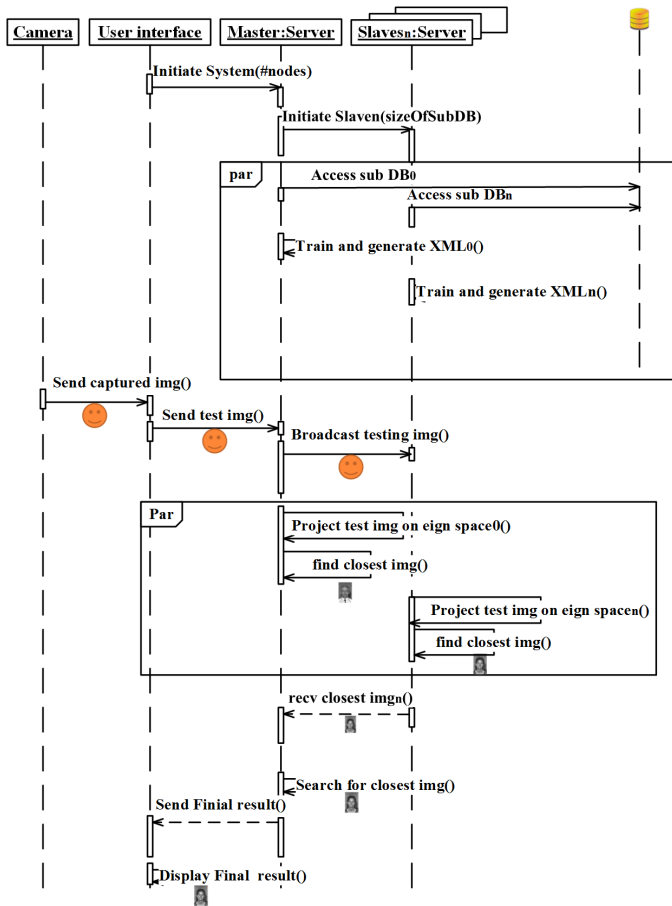 Camera
User interface
Master:Server
Slavesn:Server
Initiate System(#nodes)
Initiate Slaven(sizeOfSubDB)
par
Access sub DB0
Access sub DBn
Train and generate XML0()
Train and generate XMLn()
Send captured img()
Send test img()
Broadcast testing img()
Par
Project test img on eign space0()
find closest img()
Project test img on eign spacen()
find closest img()
recv closest imgn()
Search for closest img()
Send Finial result()
Display Final result()